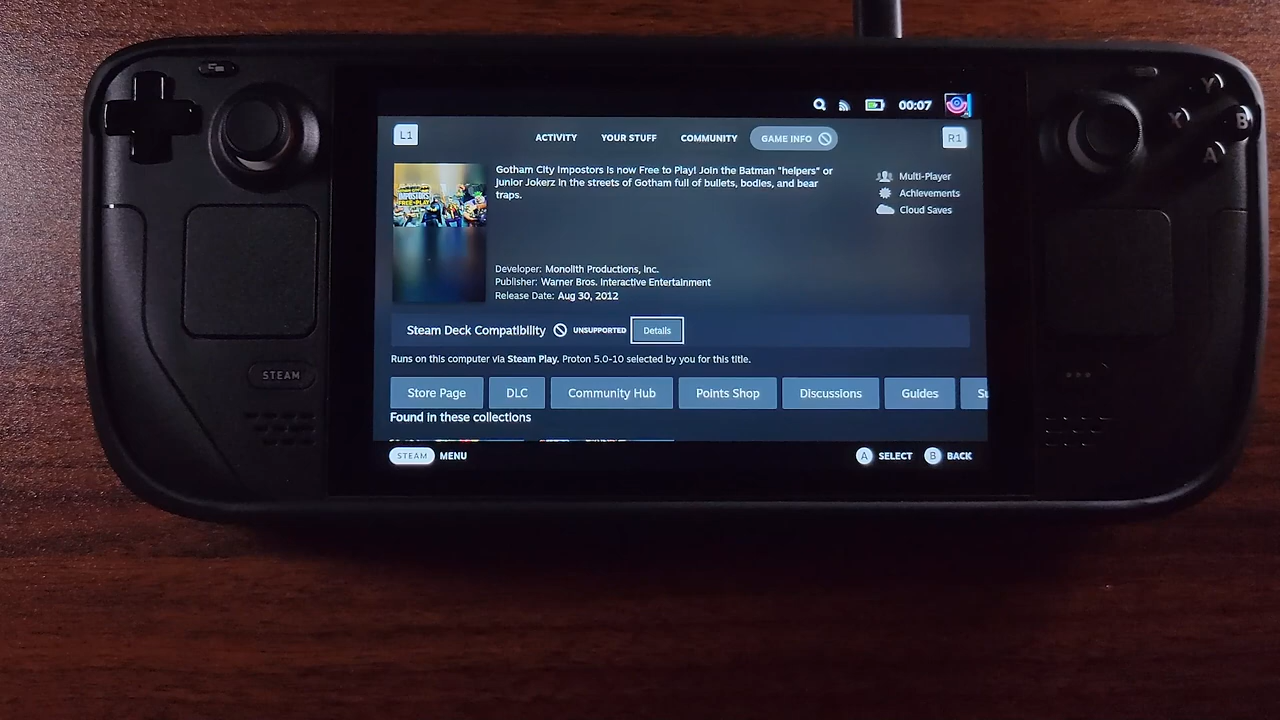 00:07
L1
ACTIVITY YOUR STUFF COMMUNITY GAME INFO
R1
Gotham City Impostors is now Free to Play! Join the Batman "helpers" or
junior Jokerz in the streets of Gotham full of bullets, bodies, and bear
traps.
IMPOSTORS
FREE PLAY
Multi-Player
Achievements
Cloud Saves
Developer: Monolith Productions, Inc.
Publisher: Warner Bros. Interactive Entertainment
Release Date: Aug 30, 2012
Steam Deck Compatibility UNSUPPORTED Details
Runs on this computer via Steam Play. Proton 5.0-10 selected by you for this title.
Store Page DLC Community Hub Points Shop Discussions Guides
Found in these collections
STEAM MENU
A SELECT B BACK
STEAM
Y
X
B
A